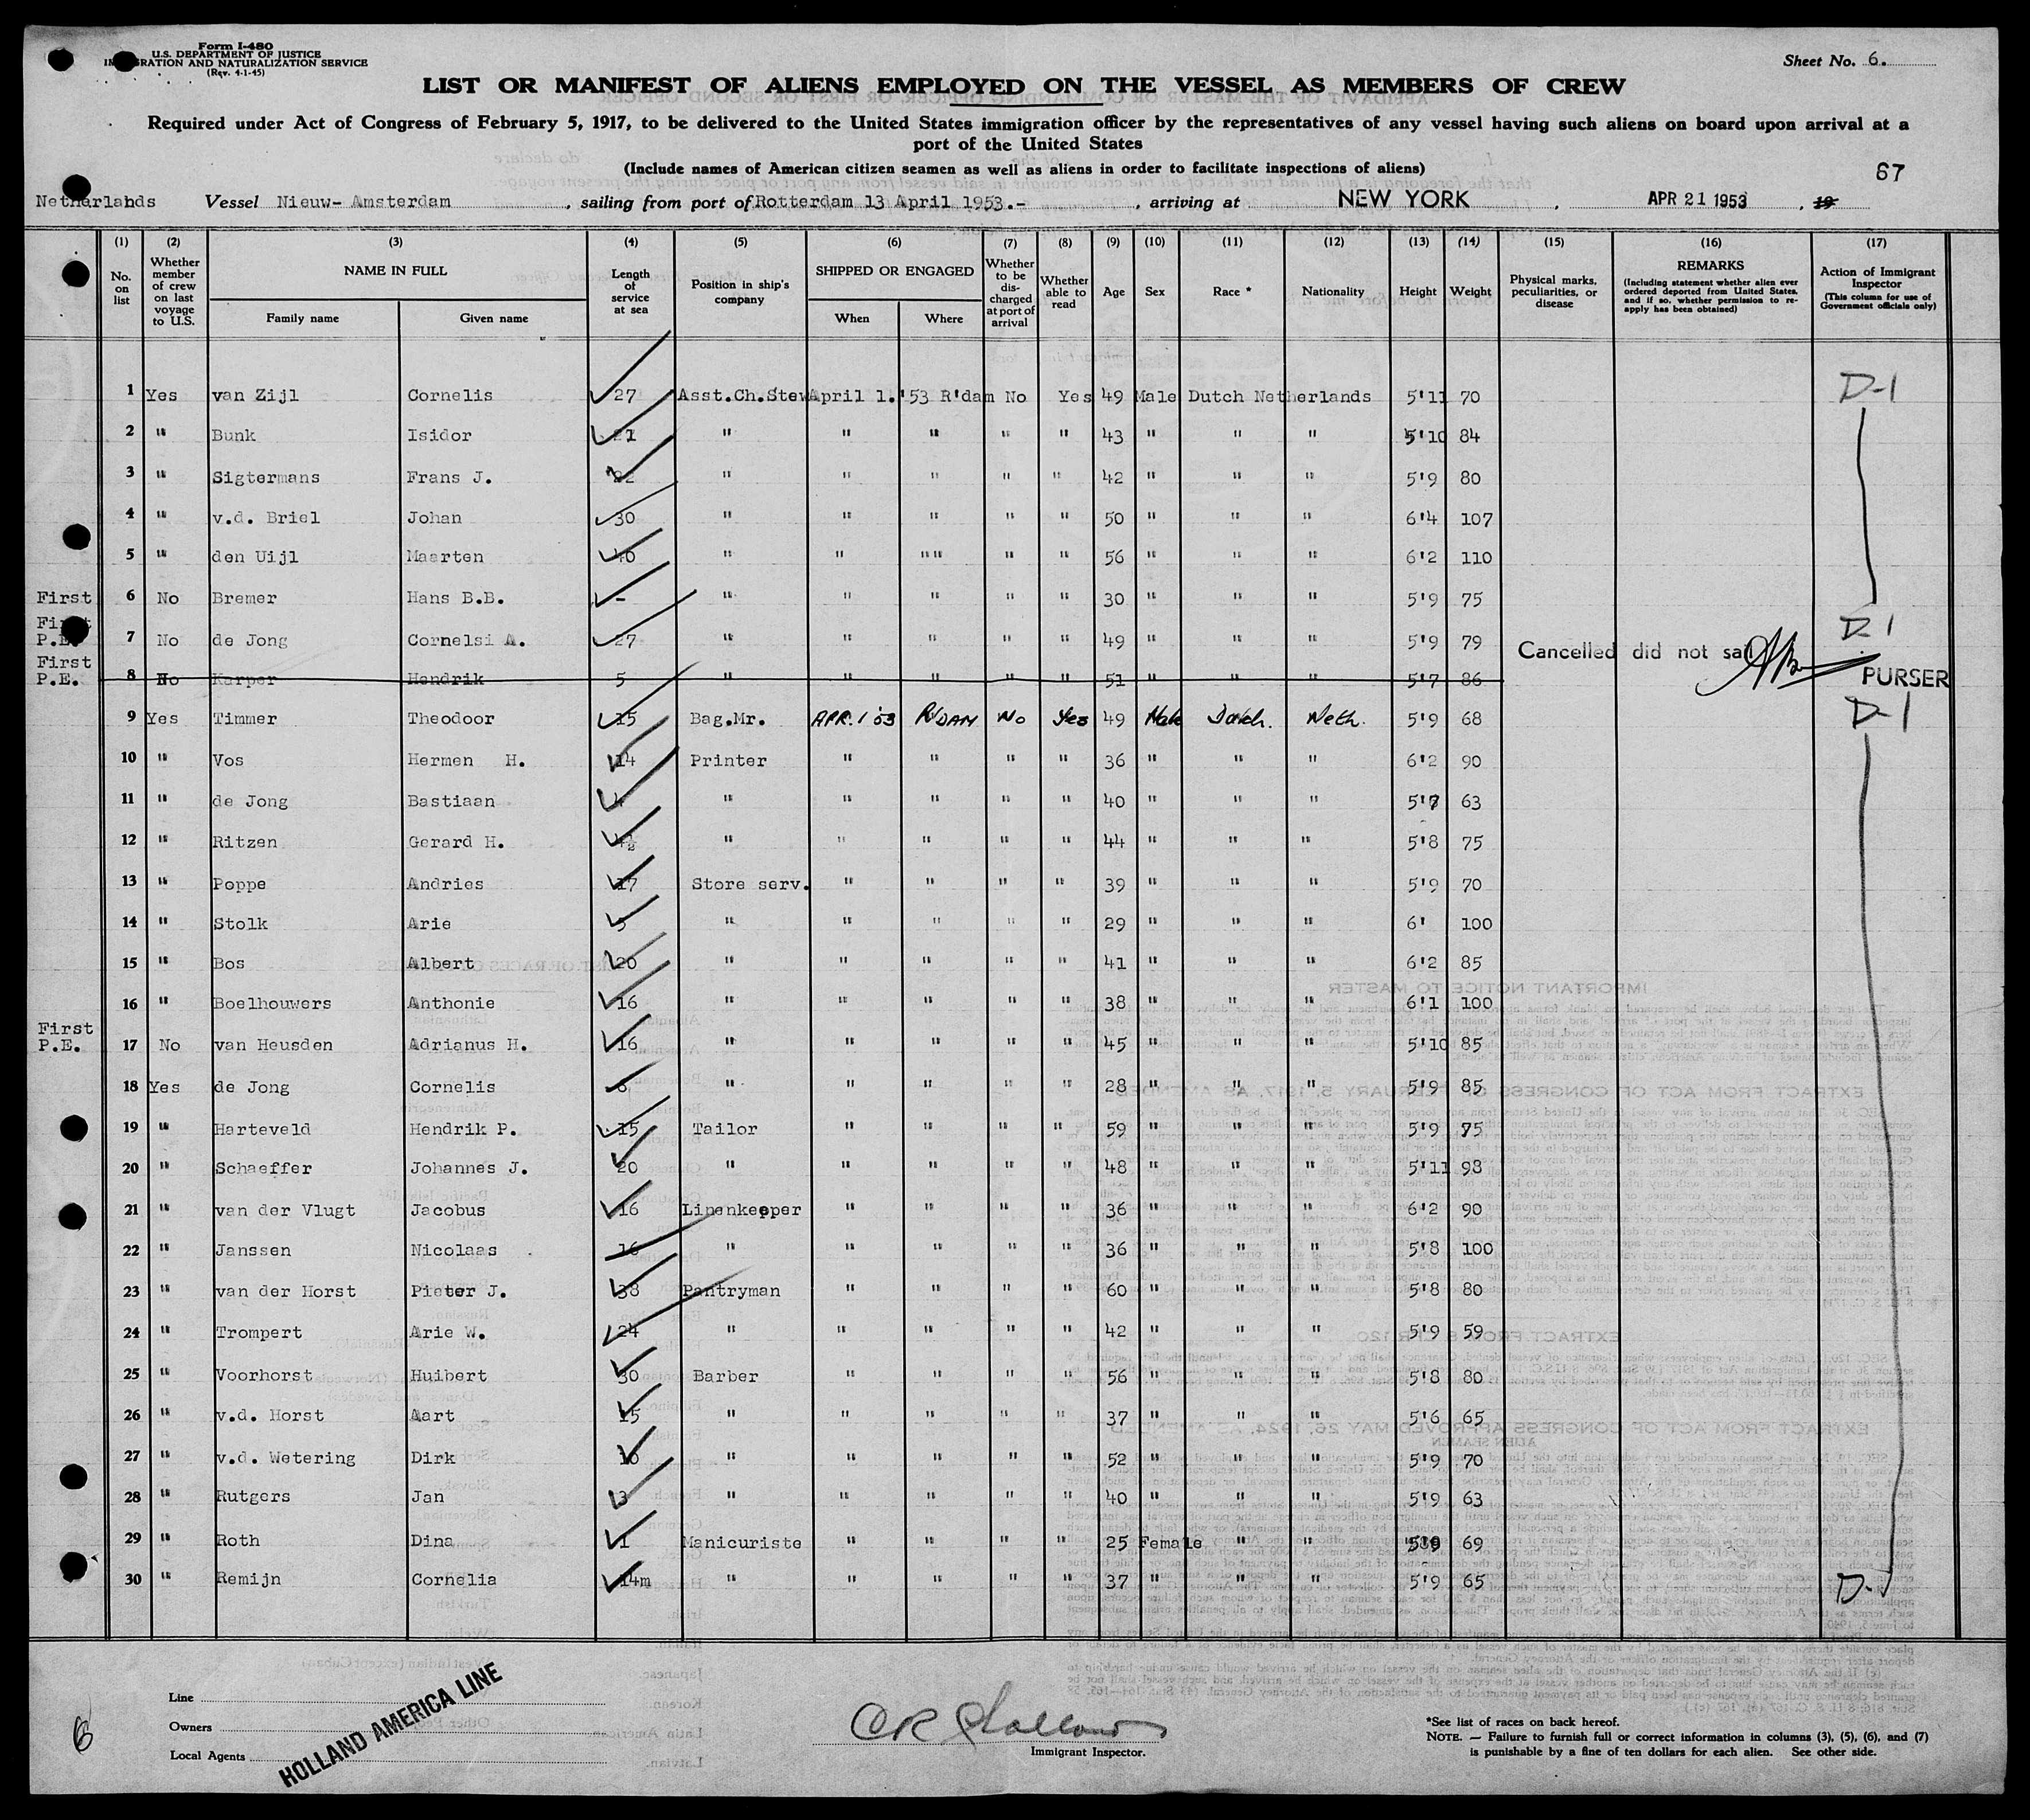 Form I-480
U.S. DEPARTMENT OF JUSTICE
IMMIGRATION AND NATURALIZATION SERVICE
(Rev. 4-1-45)
Sheet No. 6.
LIST OR MANIFEST OF ALIENS EMPLOYED ON THE VESSEL AS MEMBERS OF CREW
Required under Act of Congress of February 5, 1917, to be delivered to the United States immigration officer by the representatives of any vessel having such aliens on board upon arrival at a
port of the United States
(Include names of American citizen seamen as well as aliens in order to facilitate inspections of aliens)
67
Netherlands Vessel Nieuw- Amsterdam , sailing from port of Rotterdam 13 April 1953.- , arriving at NEW YORK , APR 21 1953 , 19
(1) (2) (3) (4) (5) (6) (7) (8) (9) (10) (11) (12) (13) (14) (15) (16) (17)
No. on list
Whether member of crew on last voyage to U.S.
NAME IN FULL
Family name Given name
Length of service at sea
Position in ship's company
SHIPPED OR ENGAGED
When Where
Whether to be discharged at port of arrival
Whether able to read
Age Sex Race * Nationality Height Weight
Physical marks, peculiarities, or disease
REMARKS
(Including statement whether alien ever ordered deported from United States, and if so, whether permission to re-apply has been obtained)
Action of Immigrant Inspector
(This column for use of Government officials only)
1 Yes van Zijl Cornelis 27 Asst.Ch.Stew April 1.'53 R'dam No Yes 49 Male Dutch Netherlands 5'11 70 D-1
2 " Bunk Isidor 21 " " " " " 43 " " " 5'10 84
3 " Sigtermans Frans J. 22 " " " " " 42 " " " 5'9 80
4 " v.d. Briel Johan 30 " " " " " 50 " " " 6'4 107
5 " den Uijl Maarten 40 " " "" " " 56 " " " 6'2 110
First 6 No Bremer Hans B.B. - " " " " " 30 " " " 5'9 75
First P.E. 7 No de Jong Cornelsi A. 27 " " " " " 49 " " " 5'9 79 D-1
Cancelled did not sail
First P.E. 8 No Karper Hendrik 5 " " " " " 51 " " " 5'7 86 PURSER
9 Yes Timmer Theodoor 15 Bag.Mr. APR. 1 '53 R'DAM No Yes 49 Male Dutch. Neth. 5'9 68 D-1
10 " Vos Hermen H. 14 Printer " " " " 36 " " " 6'2 90
11 " de Jong Bastiaan 4 " " " " " 40 " " " 5'7 63
12 " Ritzen Gerard H. " " " " " 44 " " " 5'8 75
13 " Poppe Andries 17 Store serv. " " " " 39 " " " 5'9 70
14 " Stolk Arie 5 " " " " " 29 " " " 6' 100
15 " Bos Albert 20 " " " " " 41 " " " 6'2 85
16 " Boelhouwers Anthonie 16 " " " " " 38 " " " 6'1 100
First P.E. 17 No van Heusden Adrianus H. 16 " " " " " 45 " " " 5'10 85
18 Yes de Jong Cornelis 6 " " " " " 28 " " " 5'9 85
19 " Harteveld Hendrik P. 15 Tailor " " " " 59 " " " 5'9 75
20 " Schaeffer Johannes J. 20 " " " " " 48 " " " 5'11 98
21 " van der Vlugt Jacobus 16 Linenkeeper " " " " 36 " " " 6'2 90
22 " Janssen Nicolaas 16 " " " " " 36 " " " 5'8 100
23 " van der Horst Pieter J. 38 Pantryman " " " " 60 " " " 5'8 80
24 " Trompert Arie W. 24 " " " " " 42 " " " 5'9 59
25 " Voorhorst Huibert 30 Barber " " " " 56 " " " 5'8 80
26 " v.d. Horst Aart 15 " " " " " 37 " " " 5'6 65
27 " v.d. Wetering Dirk 10 " " " " " 52 " " " 5'9 70
28 " Rutgers Jan 3 " " " " " 40 " " " 5'9 63
29 " Roth Dina 1 Manicuriste " " " " 25 Female " " 5'9 69
30 " Remijn Cornelia 14m " " " " " 37 " " " 5'9 65 D-1
Line
Owners
Local Agents
HOLLAND AMERICA LINE
6
Immigrant Inspector.
*See list of races on back hereof.
NOTE. — Failure to furnish full or correct information in columns (3), (5), (6), and (7)
is punishable by a fine of ten dollars for each alien. See other side.